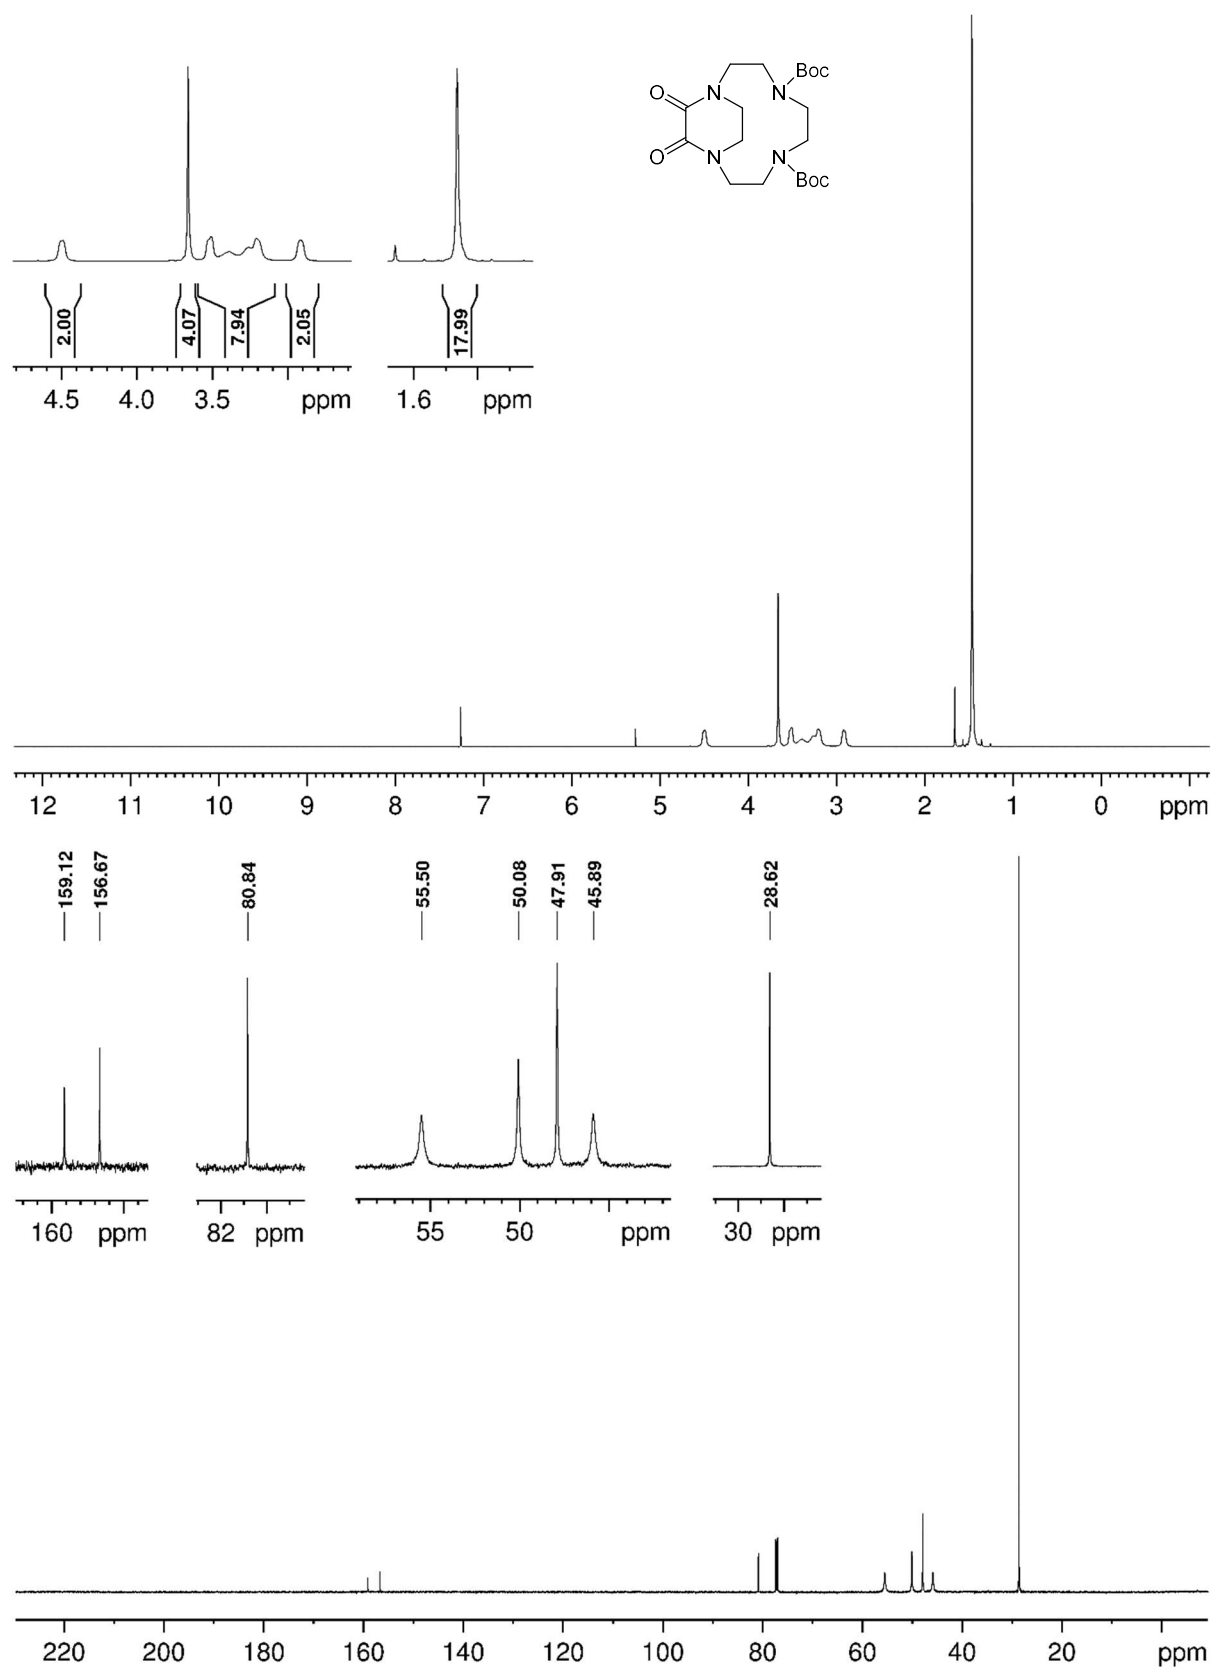 Boc
O
N
N
O
N
N
Boc
2.00
4.07
7.94
2.05
17.99
4.5 4.0 3.5 ppm
1.6 ppm
12 11 10 9 8 7 6 5 4 3 2 1 0 ppm
159.12
156.67
80.84
55.50
50.08
47.91
45.89
28.62
160 ppm
82 ppm
55 50 ppm
30 ppm
220 200 180 160 140 120 100 80 60 40 20 ppm